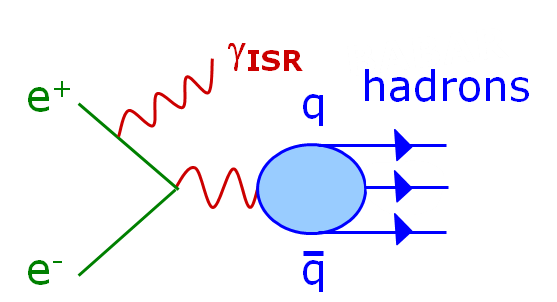 γISR
e+
q
hadrons
e-
q̄